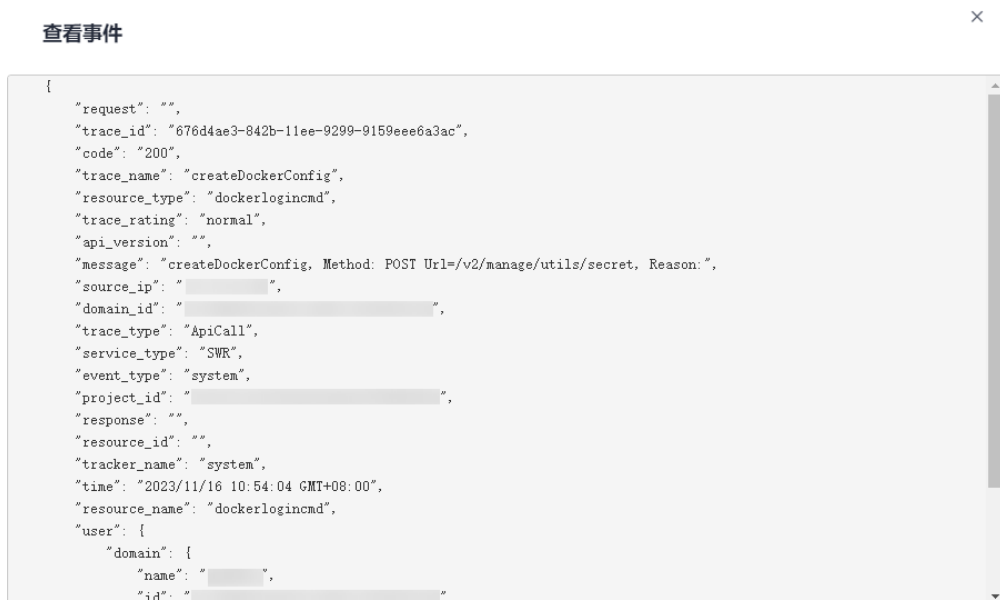 查看事件
{
"request": "",
"trace_id": "676d4ae3-842b-11ee-9299-9159eee6a3ac",
"code": "200",
"trace_name": "createDockerConfig",
"resource_type": "dockerlogincmd",
"trace_rating": "normal",
"api_version": "",
"message": "createDockerConfig, Method: POST Url=/v2/manage/utils/secret, Reason:",
"source_ip": " ",
"domain_id": " ",
"trace_type": "ApiCall",
"service_type": "SWR",
"event_type": "system",
"project_id": " ",
"response": "",
"resource_id": "",
"tracker_name": "system",
"time": "2023/11/16 10:54:04 GMT+08:00",
"resource_name": "dockerlogincmd",
"user": {
"domain": {
"name": " ",
"id": " "